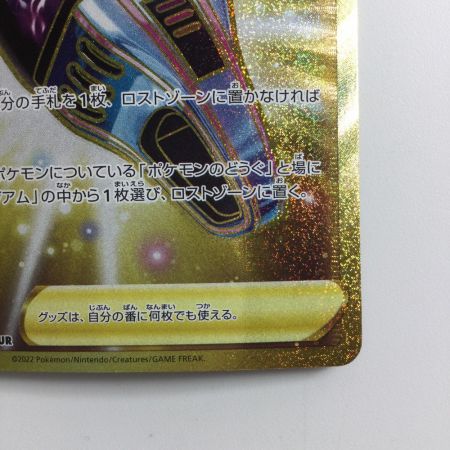 分の手札を1枚、ロストゾーンに置かなければ
ポケモンについている「ポケモンのどうぐ」と場に
アム」の中から1枚選び、ロストゾーンに置く。
グッズは、自分の番に何枚でも使える。
UR
©2022 Pokémon/Nintendo/Creatures/GAME FREAK.